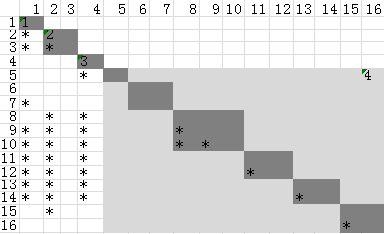 1 2 3 4 5 6 7 8 9 10 11 12 13 14 15 16
1 1
2 * 2
3 * *
4 3
5 * 4
6
7 *
8 * * *
9 * * * *
10 * * * * *
11 * * *
12 * * * *
13 * * *
14 * * * *
15 *
16 *